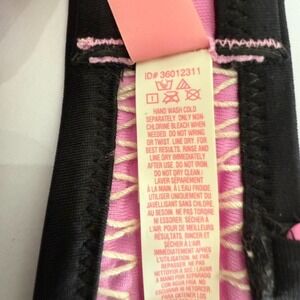 ID# 36012311
HAND WASH COLD
SEPARATELY. ONLY NON-
CHLORINE BLEACH WHEN
NEEDED. DO NOT WRING
OR TWIST. LINE DRY. FOR
BEST RESULTS, RINSE AND
LINE DRY IMMEDIATELY
AFTER USE. DO NOT IRON.
DO NOT DRY CLEAN./
LAVER SÉPARÉMENT
À LA MAIN, À L'EAU FROIDE.
UTILISER UNIQUEMENT DU
JAVELLISANT SANS CHLORE,
AU BESOIN. NE PAS TORDRE
NI ESSORER. SÉCHER
SUR CORDE. POUR DE
MEILLEURS RÉSULTATS,
RINCER ET
SÉCHER À L'AIR
IMMÉDIATEMENT APRÈS
USAGE. NE PAS
REPASSER. NE PAS
NETTOYER À SEC./